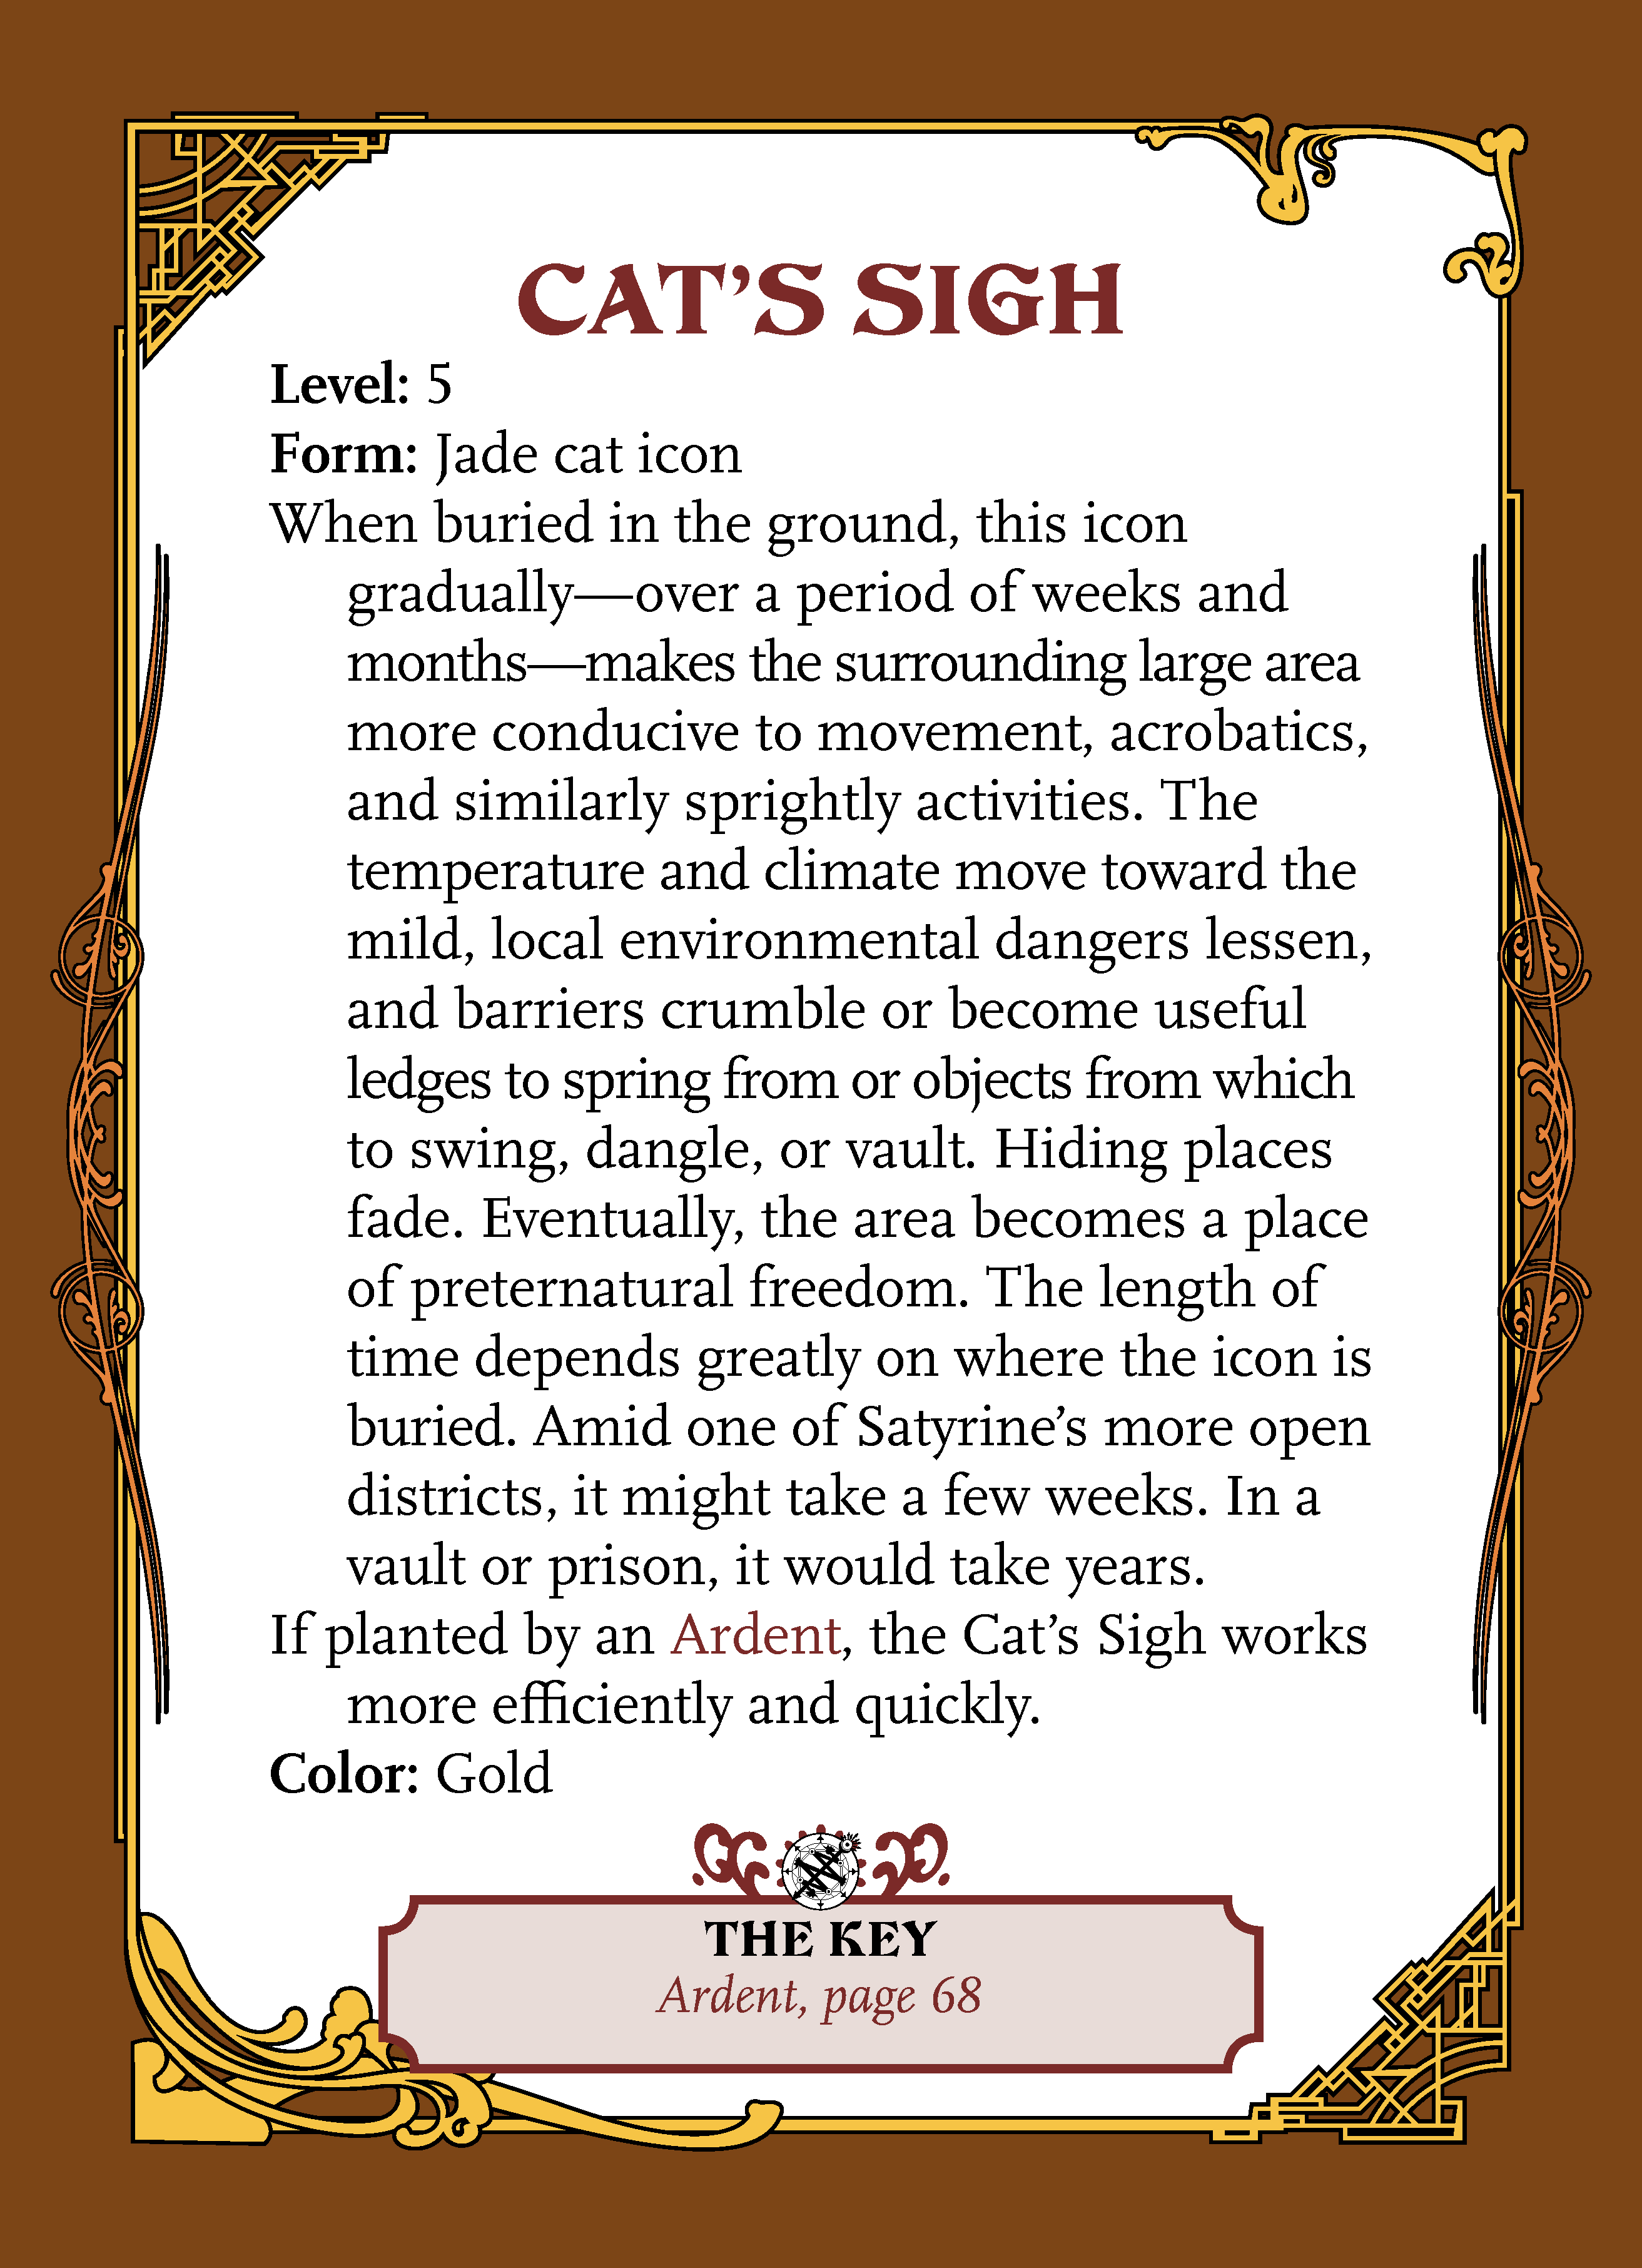 CAT’S SIGH
Level: 5
Form: Jade cat icon
When buried in the ground, this icon
gradually—over a period of weeks and
months—makes the surrounding large area
more conducive to movement, acrobatics,
and similarly sprightly activities. The
temperature and climate move toward the
mild, local environmental dangers lessen,
and barriers crumble or become useful
ledges to spring from or objects from which
to swing, dangle, or vault. Hiding places
fade. Eventually, the area becomes a place
of preternatural freedom. The length of
time depends greatly on where the icon is
buried. Amid one of Satyrine’s more open
districts, it might take a few weeks. In a
vault or prison, it would take years.
If planted by an Ardent, the Cat’s Sigh works
more efficiently and quickly.
Color: Gold
THE KEY
Ardent, page 68